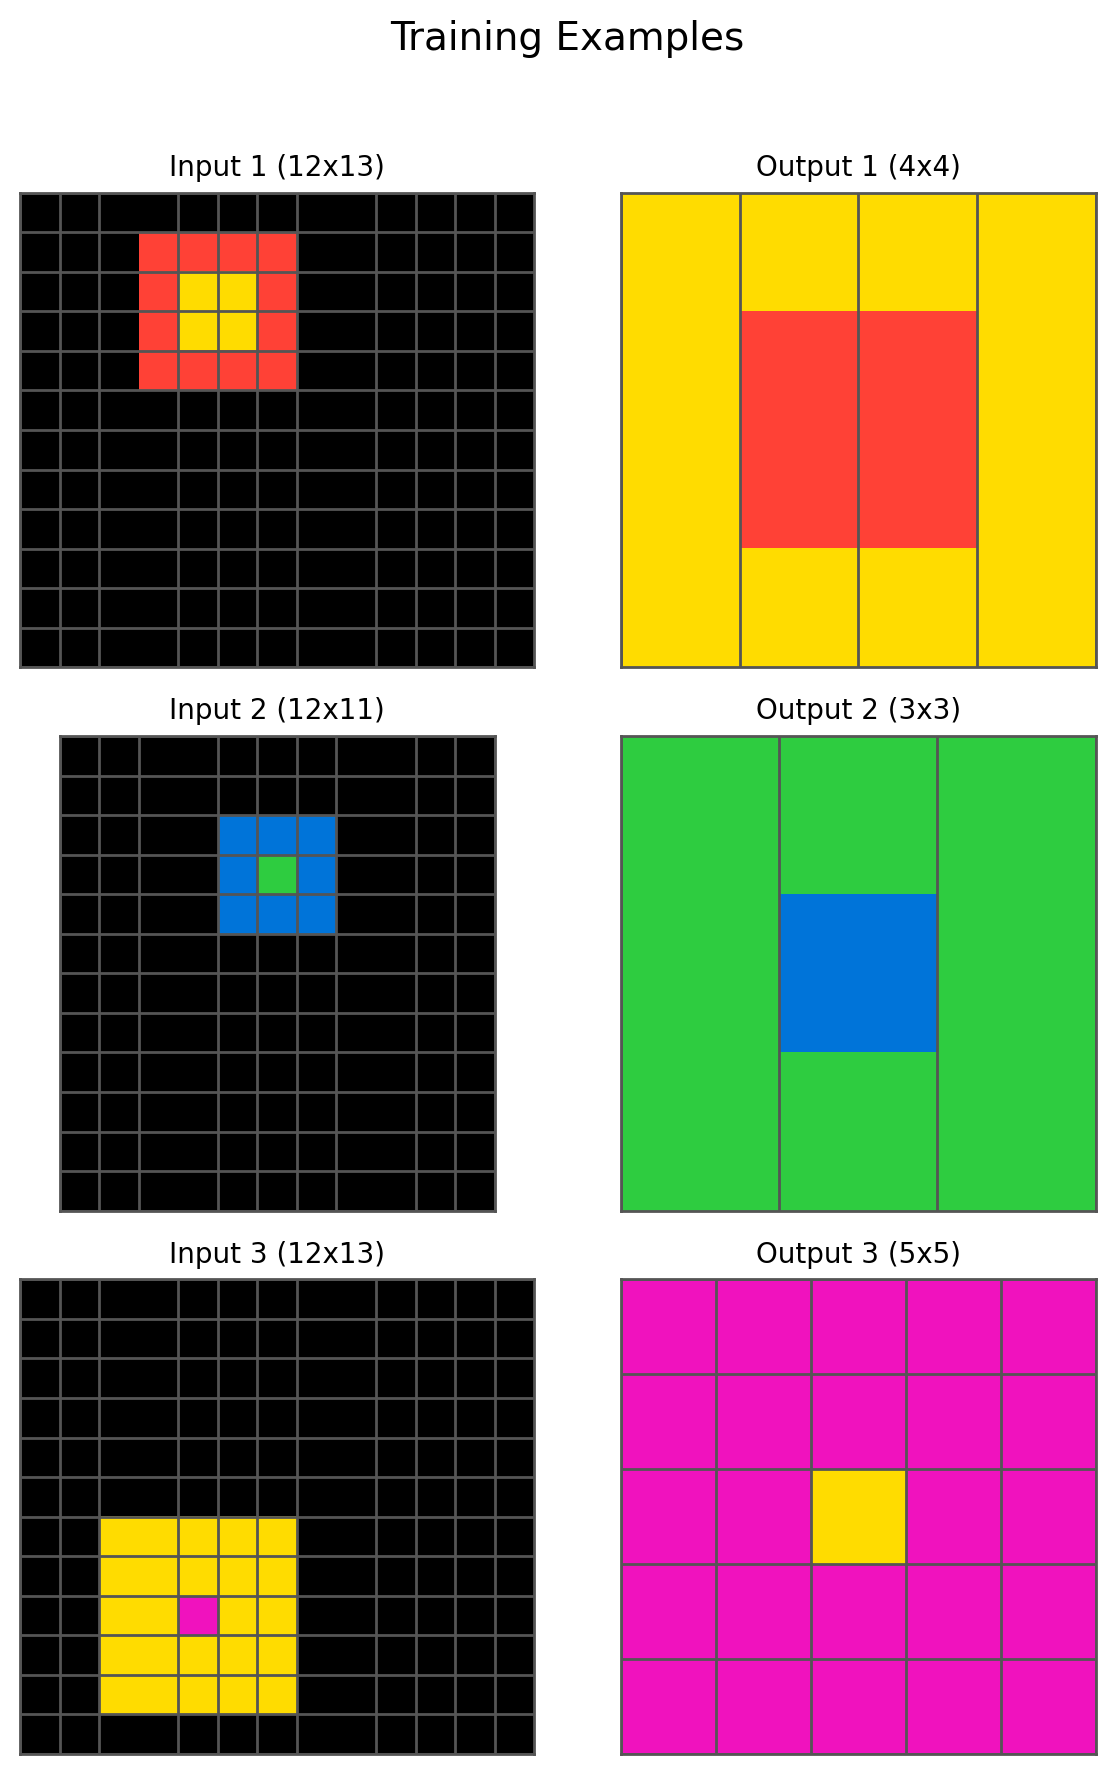 Training Examples
Input 1 (12x13)
Output 1 (4x4)
Input 2 (12x11)
Output 2 (3x3)
Input 3 (12x13)
Output 3 (5x5)